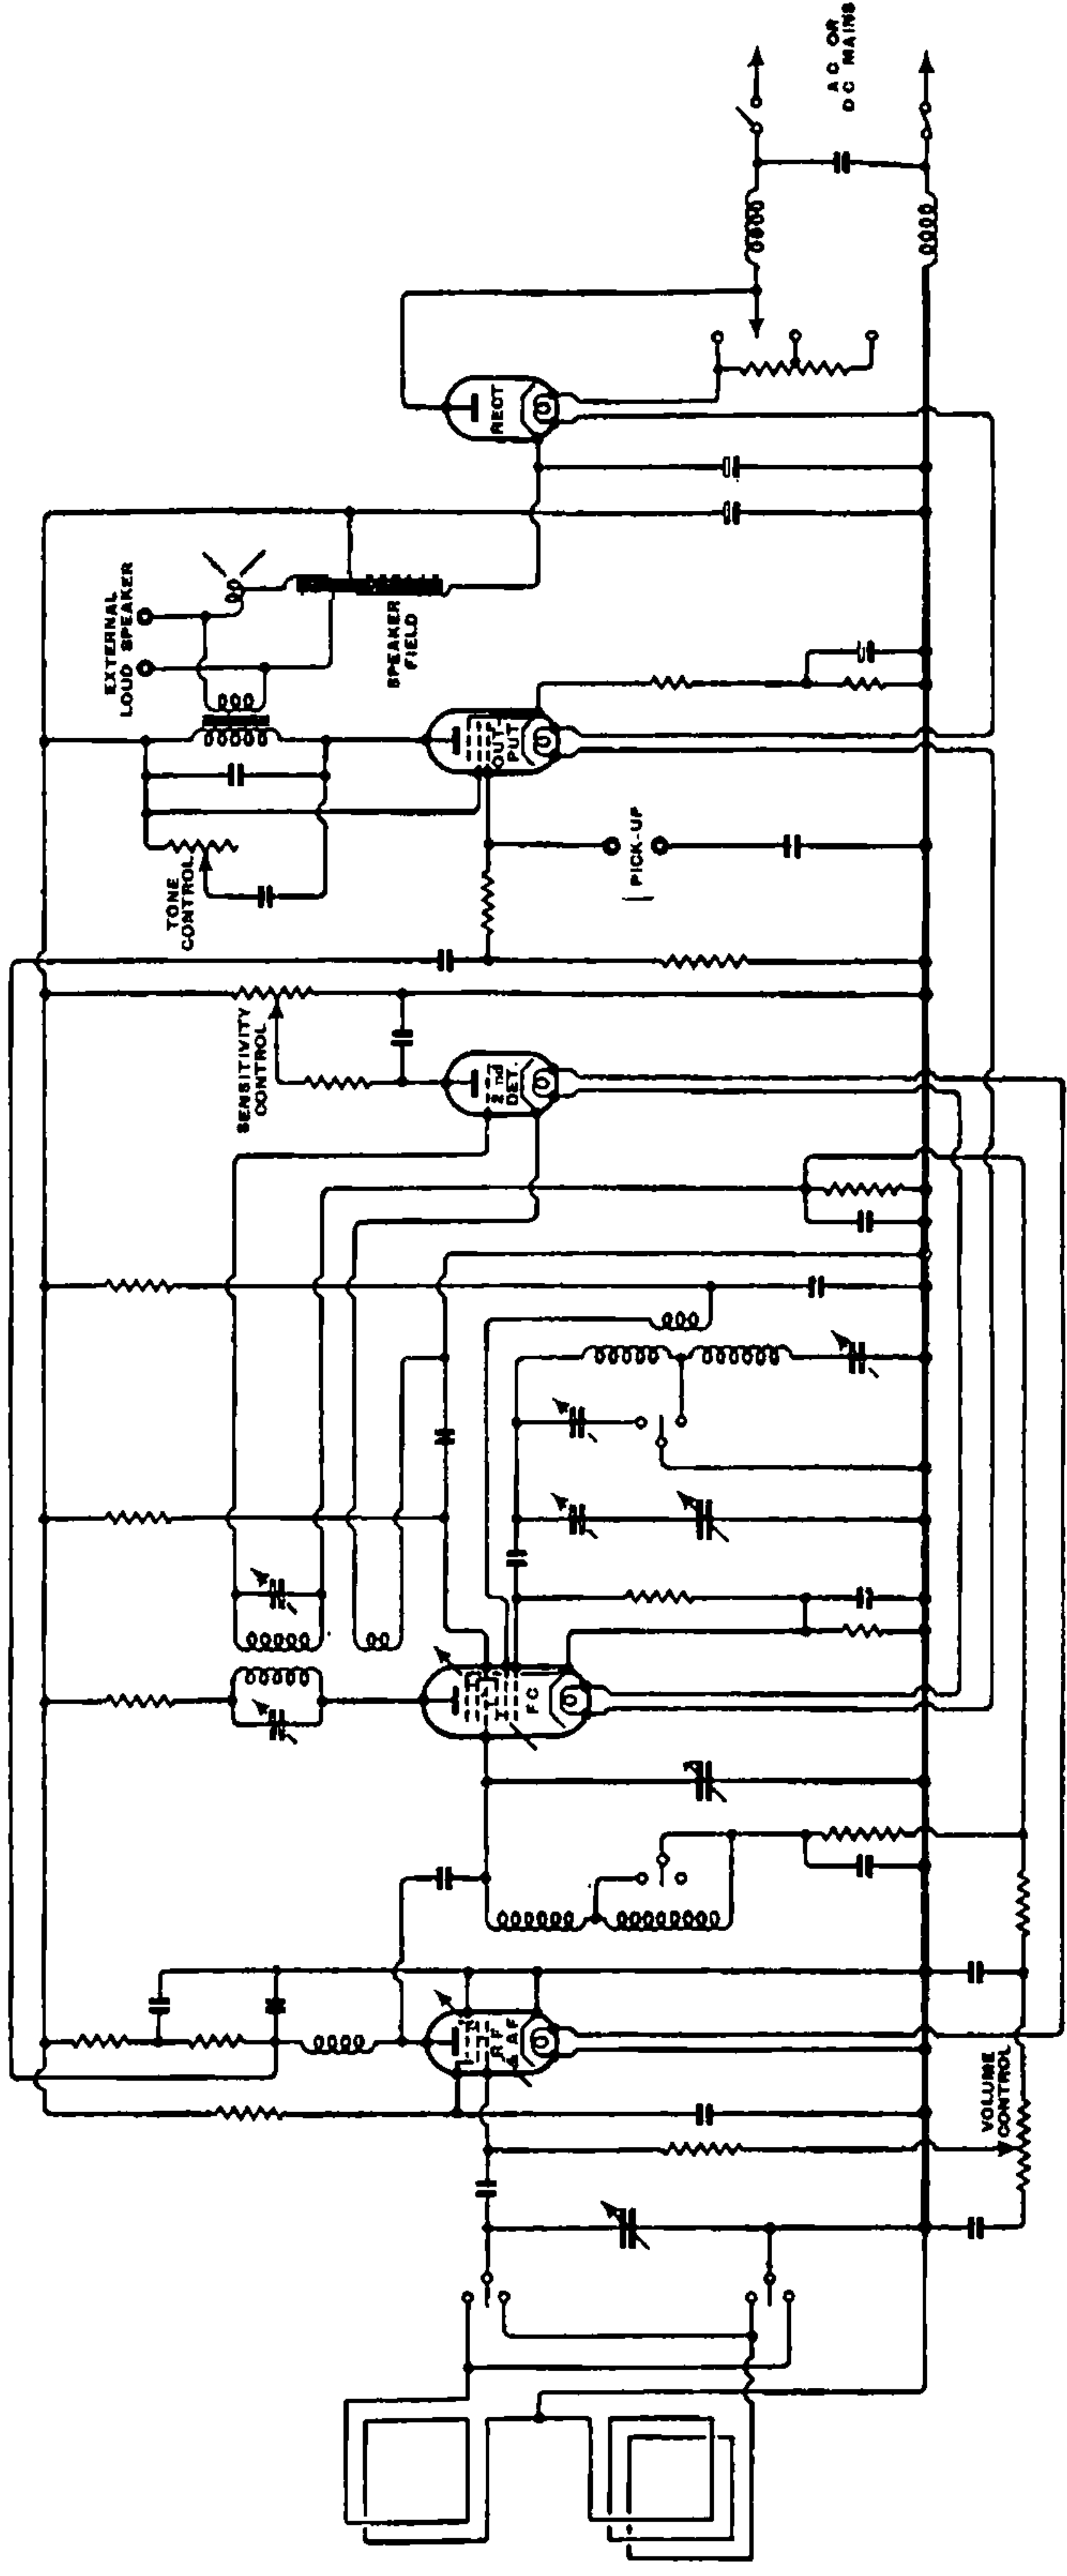 RF
& AF
VOLUME
CONTROL
FC
SENSITIVITY
CONTROL
2ND
DET.
TONE
CONTROL
PICK-UP
OUT-
PUT
EXTERNAL
LOUD SPEAKER
SPEAKER
FIELD
RECT
AC OR
DC MAINS